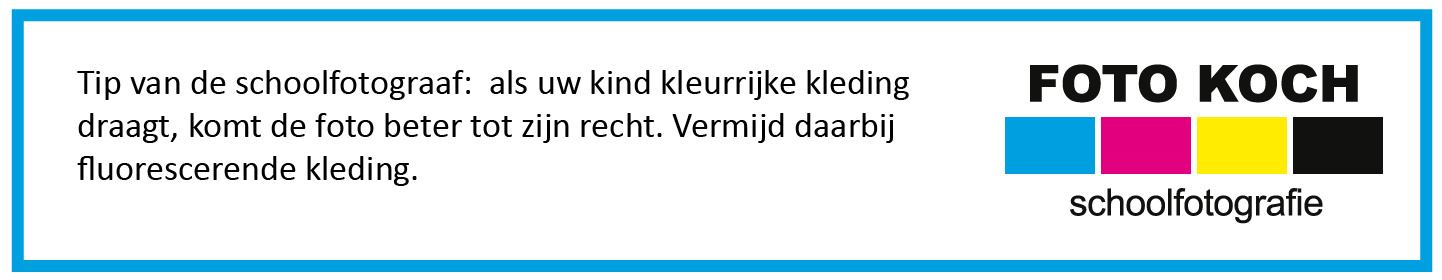 Tip van de schoolfotograaf:  als uw kind kleurrijke kleding
draagt, komt de foto beter tot zijn recht. Vermijd daarbij
fluorescerende kleding.
FOTO KOCH
schoolfotografie